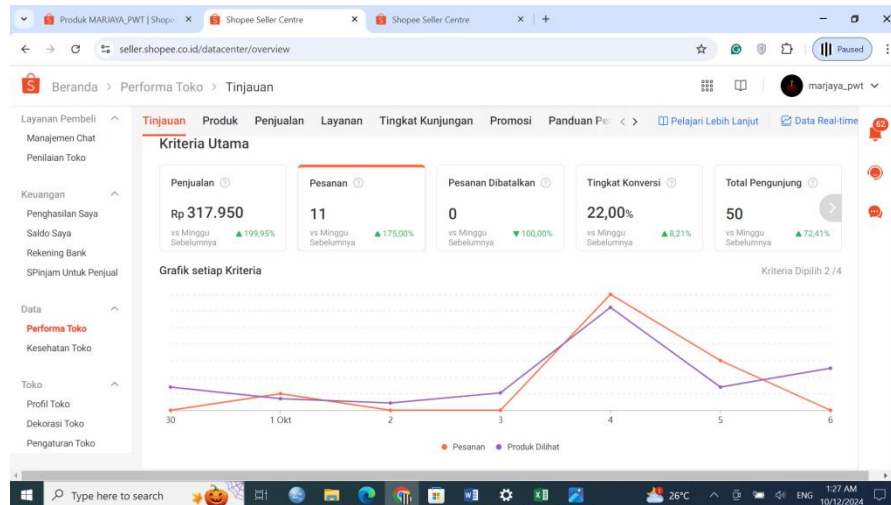 Produk MARJAYA_PWT | Shope
Shopee Seller Centre
Shopee Seller Centre
seller.shopee.co.id/datacenter/overview
Paused
Beranda > Performa Toko > Tinjauan
marjaya_pwt
Layanan Pembeli
Manajemen Chat
Penilaian Toko
Keuangan
Penghasilan Saya
Saldo Saya
Rekening Bank
SPinjam Untuk Penjual
Data
Performa Toko
Kesehatan Toko
Toko
Profil Toko
Dekorasi Toko
Pengaturan Toko
Tinjauan Produk Penjualan Layanan Tingkat Kunjungan Promosi Panduan Pe
Pelajari Lebih Lanjut
Data Real-time
62
Kriteria Utama
Penjualan
Rp 317.950
vs Minggu
Sebelumnya
▲199,95%
Pesanan
11
vs Minggu
Sebelumnya
▲175,00%
Pesanan Dibatalkan
0
vs Minggu
Sebelumnya
▼100,00%
Tingkat Konversi
22,00%
vs Minggu
Sebelumnya
▲8,21%
Total Pengunjung
50
vs Minggu
Sebelumnya
▲72,41%
Grafik setiap Kriteria
Kriteria Dipilih 2 /4
30 1 Okt 2 3 4 5 6
Pesanan Produk Dilihat
Type here to search
26°C
ENG
1:27 AM
10/12/2024